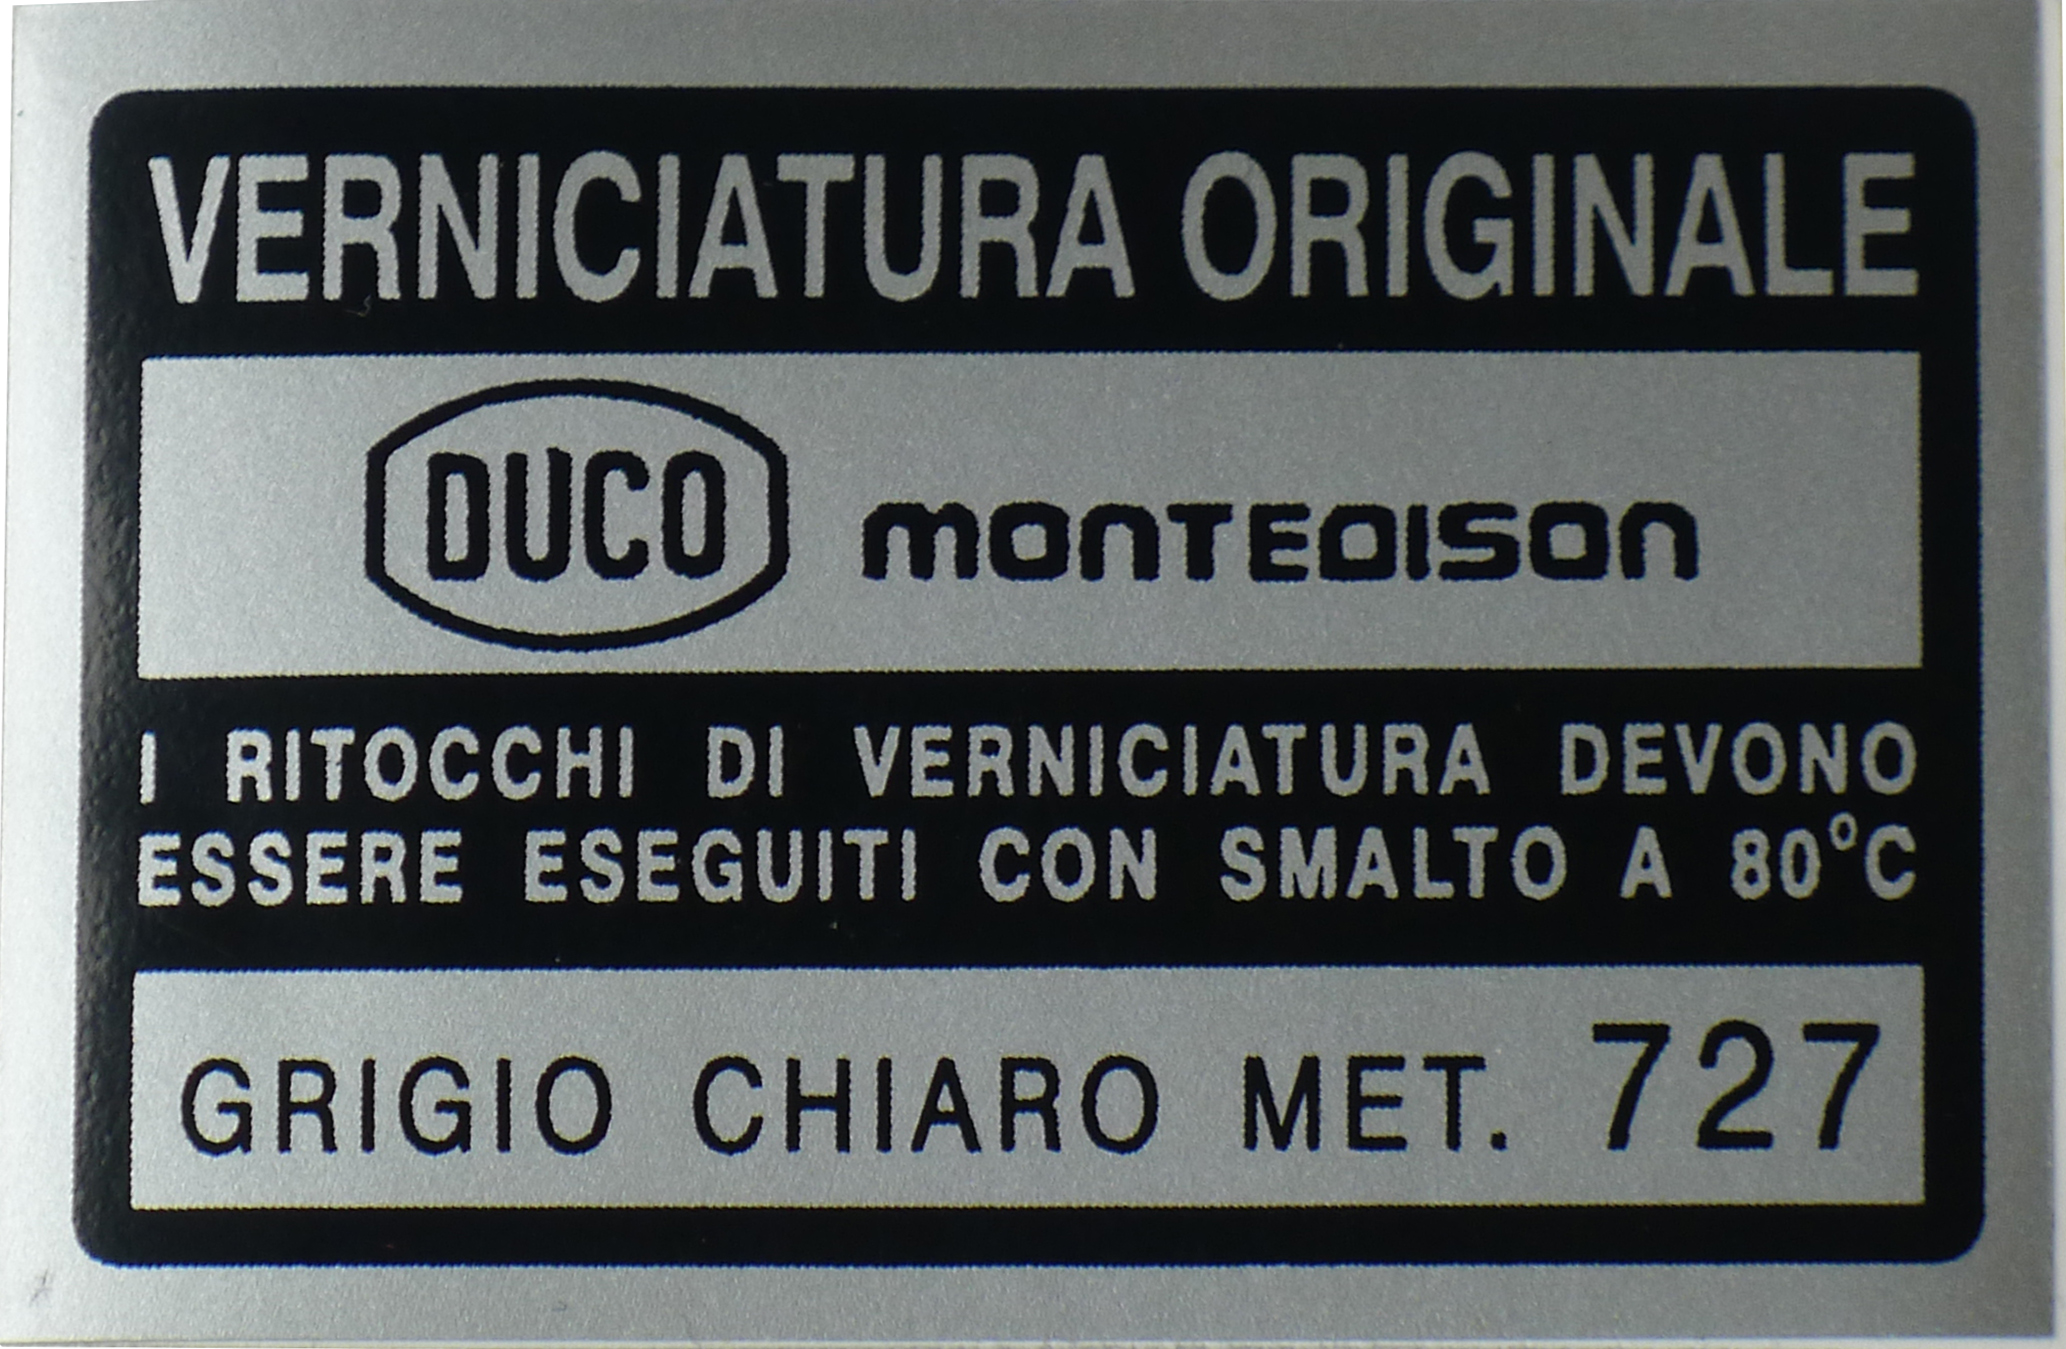 VERNICIATURA ORIGINALE
DUCO MONTEDISON
I RITOCCHI DI VERNICIATURA DEVONO
ESSERE ESEGUITI CON SMALTO A 80°C
GRIGIO CHIARO MET. 727